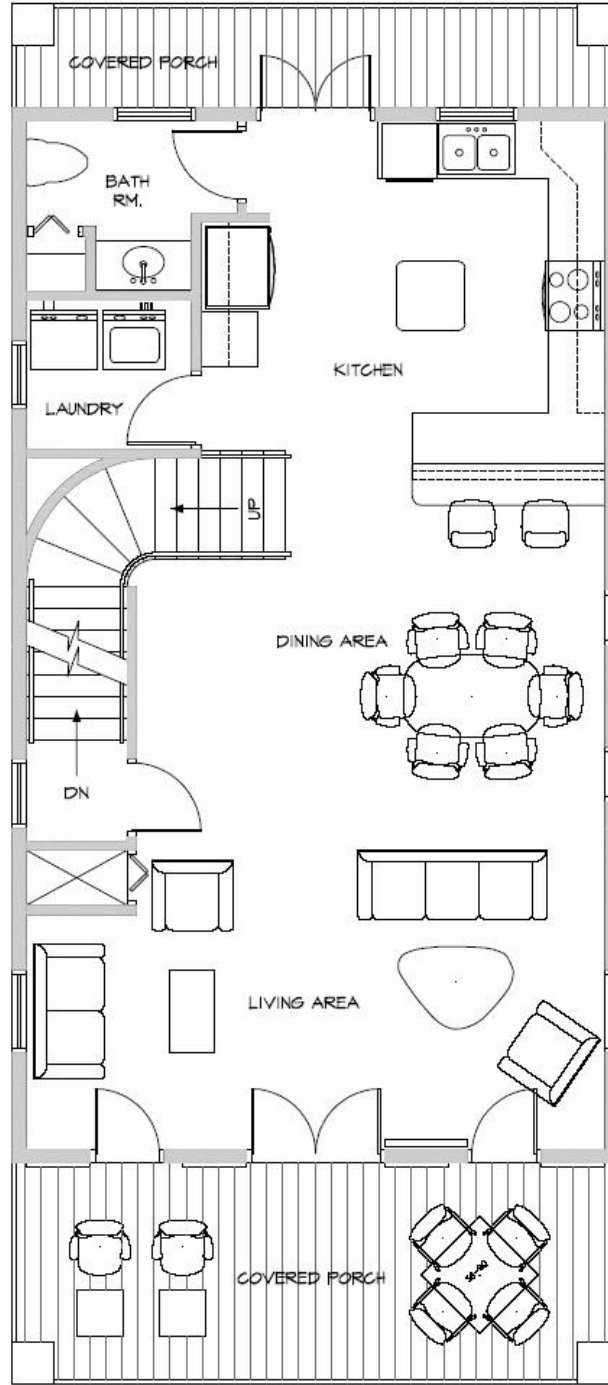 COVERED PORCH
BATH
RM.
KITCHEN
LAUNDRY
UP
DINING AREA
DN
LIVING AREA
COVERED PORCH